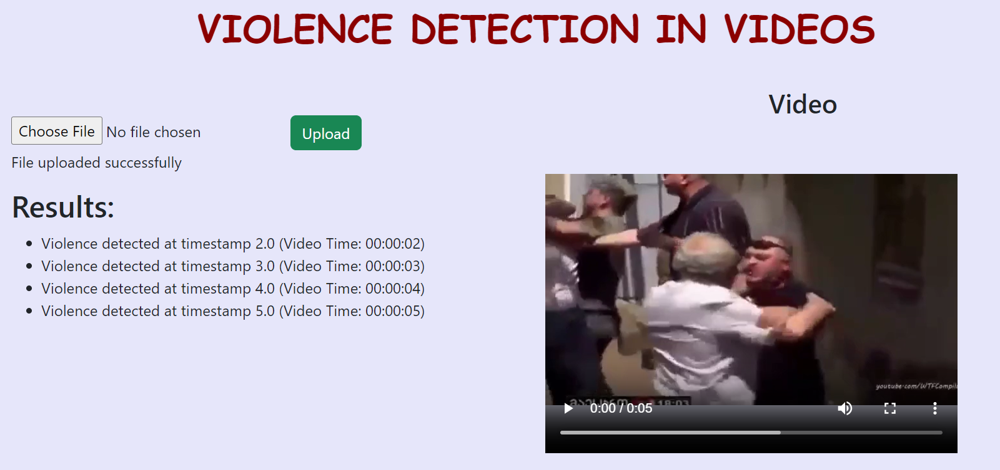 VIOLENCE DETECTION IN VIDEOS
Choose File No file chosen
Upload
File uploaded successfully
Results:
Violence detected at timestamp 2.0 (Video Time: 00:00:02)
Violence detected at timestamp 3.0 (Video Time: 00:00:03)
Violence detected at timestamp 4.0 (Video Time: 00:00:04)
Violence detected at timestamp 5.0 (Video Time: 00:00:05)
Video
youtube.com/WTFCompil
18:03
0:00 / 0:05